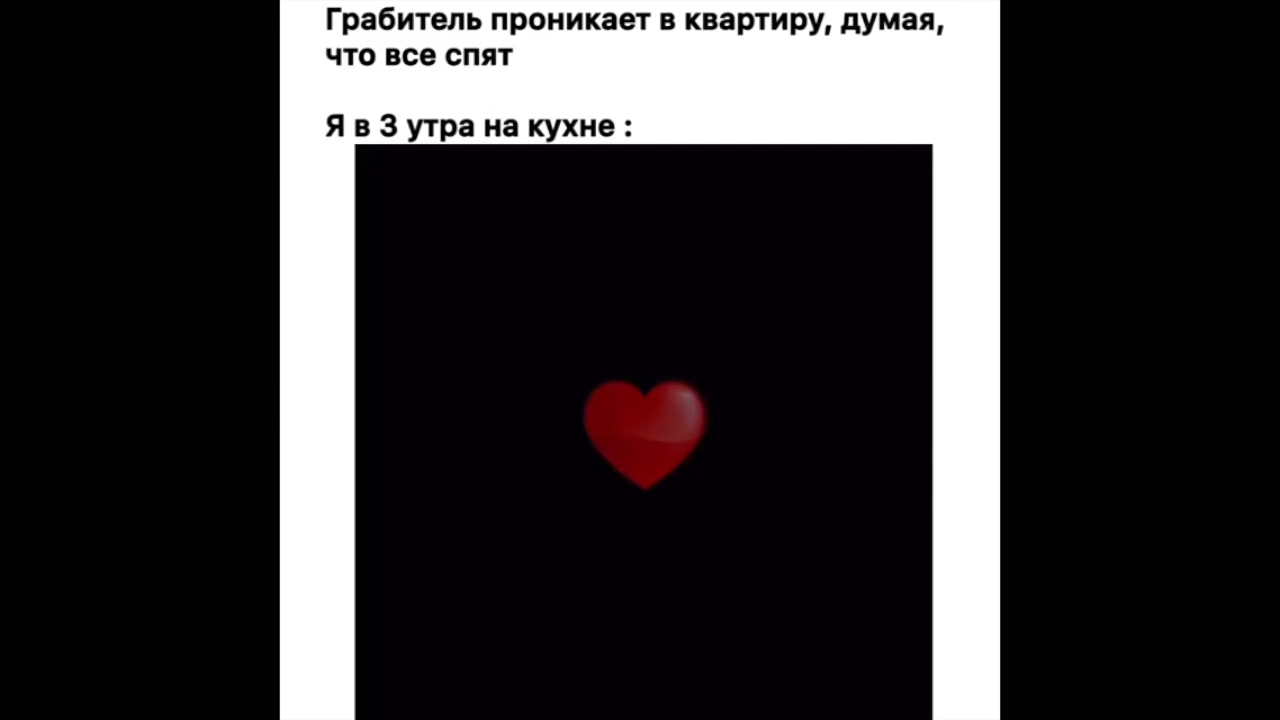 Грабитель проникает в квартиру, думая,
что все спят
Я в 3 утра на кухне :